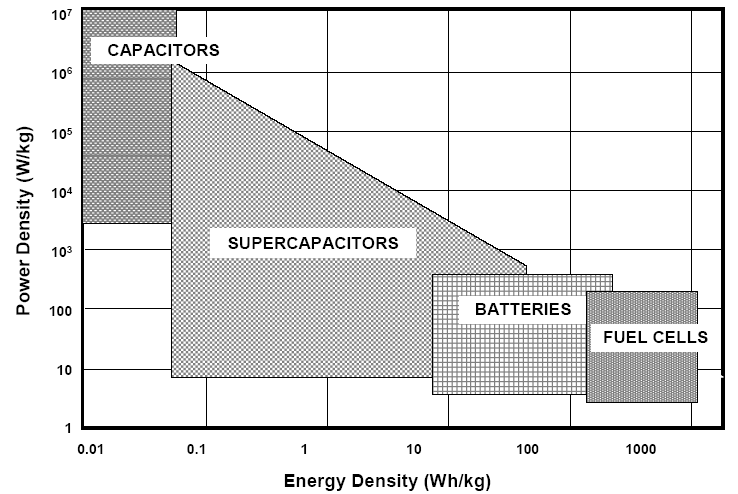 10⁷
CAPACITORS
10⁶
10⁵
10⁴
SUPERCAPACITORS
10³
BATTERIES
100
FUEL CELLS
10
1
0.01 0.1 1 10 100 1000
Power Density (W/kg)
Energy Density (Wh/kg)